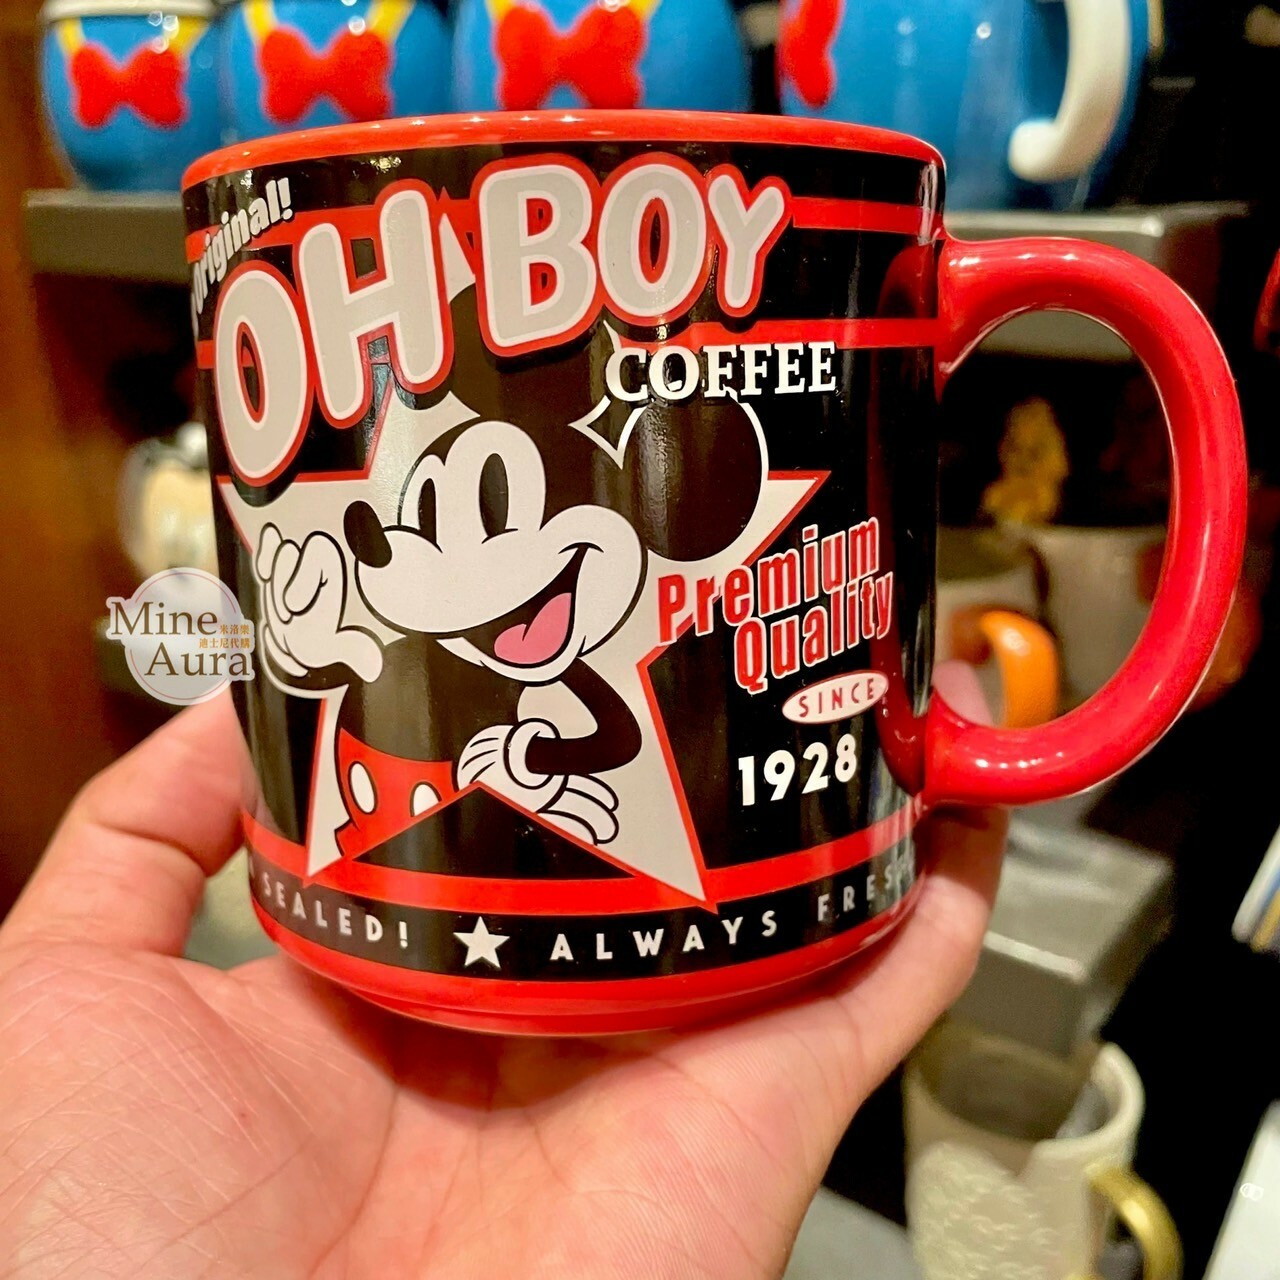 Original!
OH BOY
COFFEE
Premium
Quality
SINCE
1928
SEALED! ★ ALWAYS FRESH
Mine
米洛樂
迪士尼代購
Aura